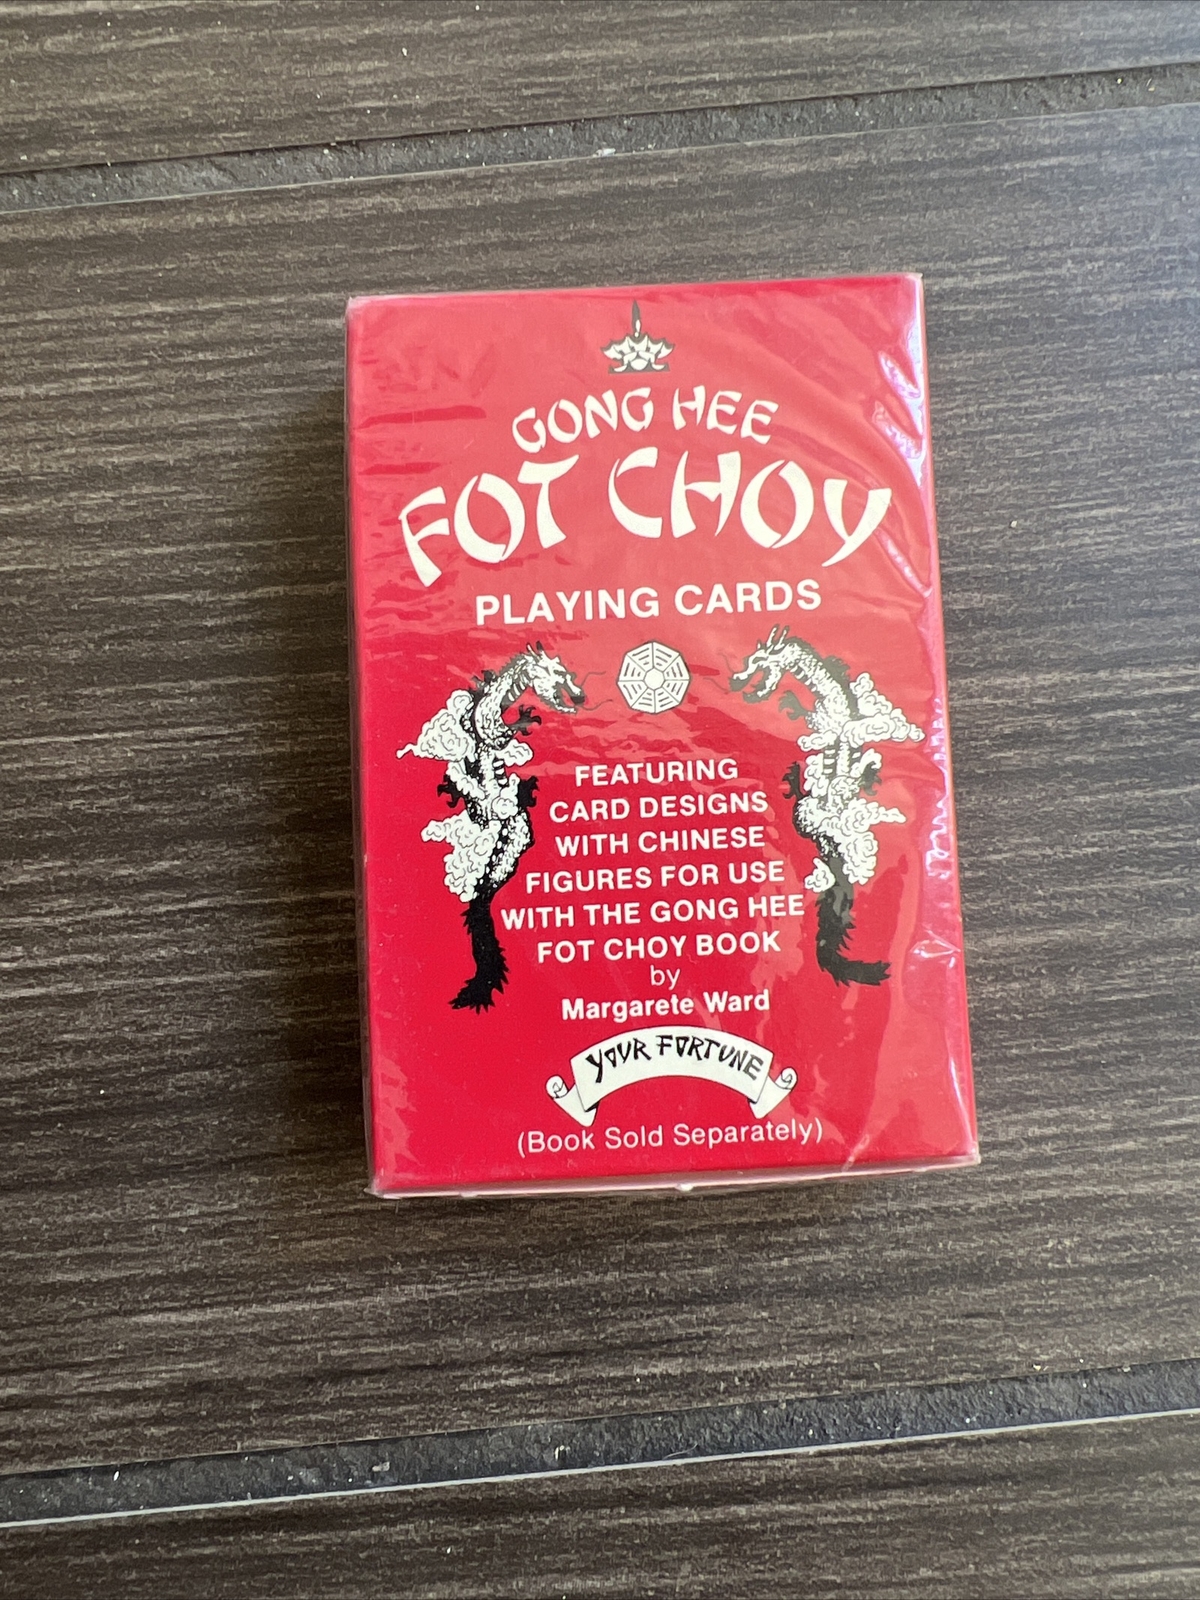 GONG HEE
FOT CHOY
PLAYING CARDS
FEATURING
CARD DESIGNS
WITH CHINESE
FIGURES FOR USE
WITH THE GONG HEE
FOT CHOY BOOK
by
Margarete Ward
YOUR FORTUNE
(Book Sold Separately)